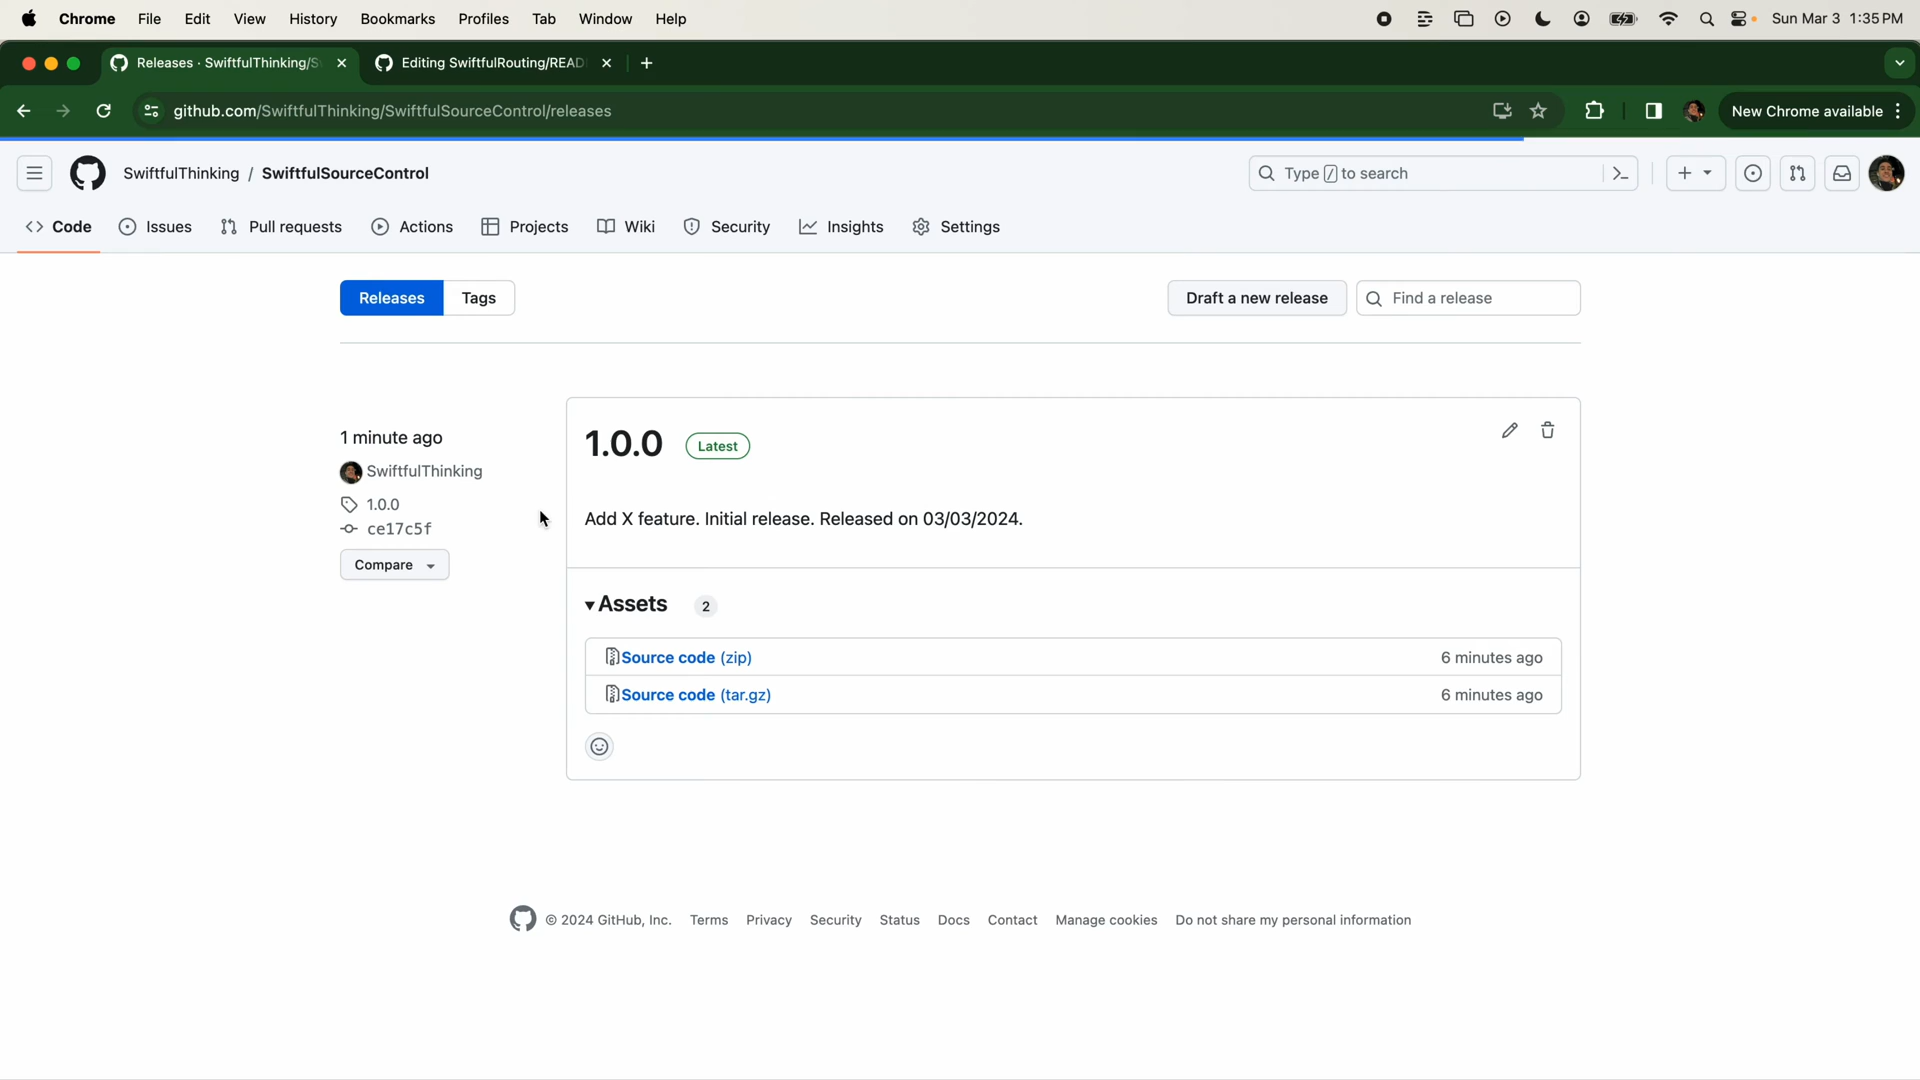 Chrome File Edit View History Bookmarks Profiles Tab Window Help Sun Mar 3 1:35 PM
Releases · SwiftfulThinking/S Editing SwiftfulRouting/READ
github.com/SwiftfulThinking/SwiftfulSourceControl/releases New Chrome available
SwiftfulThinking / SwiftfulSourceControl Type / to search
Code Issues Pull requests Actions Projects Wiki Security Insights Settings
Releases Tags Draft a new release Find a release
1 minute ago
SwiftfulThinking
1.0.0
ce17c5f
Compare
1.0.0 Latest
Add X feature. Initial release. Released on 03/03/2024.
Assets 2
Source code (zip) 6 minutes ago
Source code (tar.gz) 6 minutes ago
© 2024 GitHub, Inc. Terms Privacy Security Status Docs Contact Manage cookies Do not share my personal information